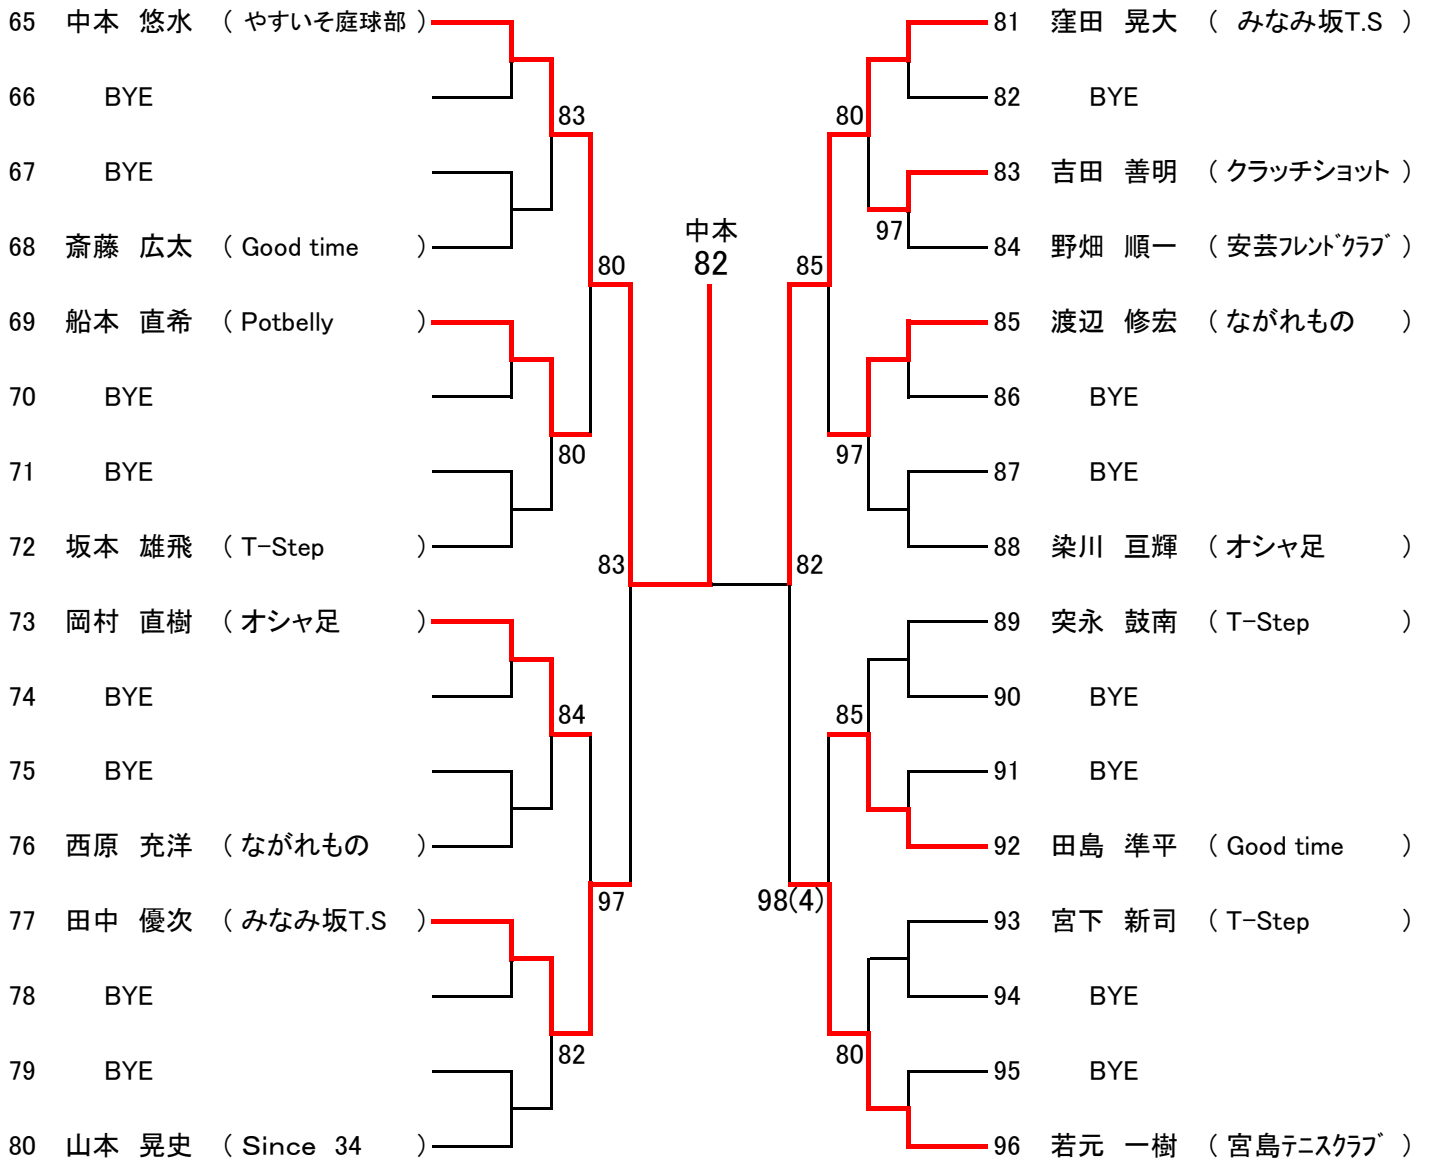 65 中本 悠水 ( やすいそ庭球部 )
66 BYE
83
67 BYE
68 斎藤 広太 ( Good time )
80
69 船本 直希 ( Potbelly )
70 BYE
80
71 BYE
72 坂本 雄飛 ( T-Step )
83
73 岡村 直樹 ( オシャ足 )
74 BYE
84
75 BYE
76 西原 充洋 ( ながれもの )
97
77 田中 優次 ( みなみ坂T.S )
78 BYE
82
79 BYE
80 山本 晃史 ( Since 34 )
中本
82
81 窪田 晃大 ( みなみ坂T.S )
82 BYE
80
83 吉田 善明 ( クラッチショット )
97
84 野畑 順一 ( 安芸フレンドクラブ )
85
85 渡辺 修宏 ( ながれもの )
86 BYE
97
87 BYE
88 染川 亘輝 ( オシャ足 )
82
89 突永 鼓南 ( T-Step )
90 BYE
85
91 BYE
92 田島 準平 ( Good time )
98(4)
93 宮下 新司 ( T-Step )
94 BYE
80
95 BYE
96 若元 一樹 ( 宮島テニスクラブ )